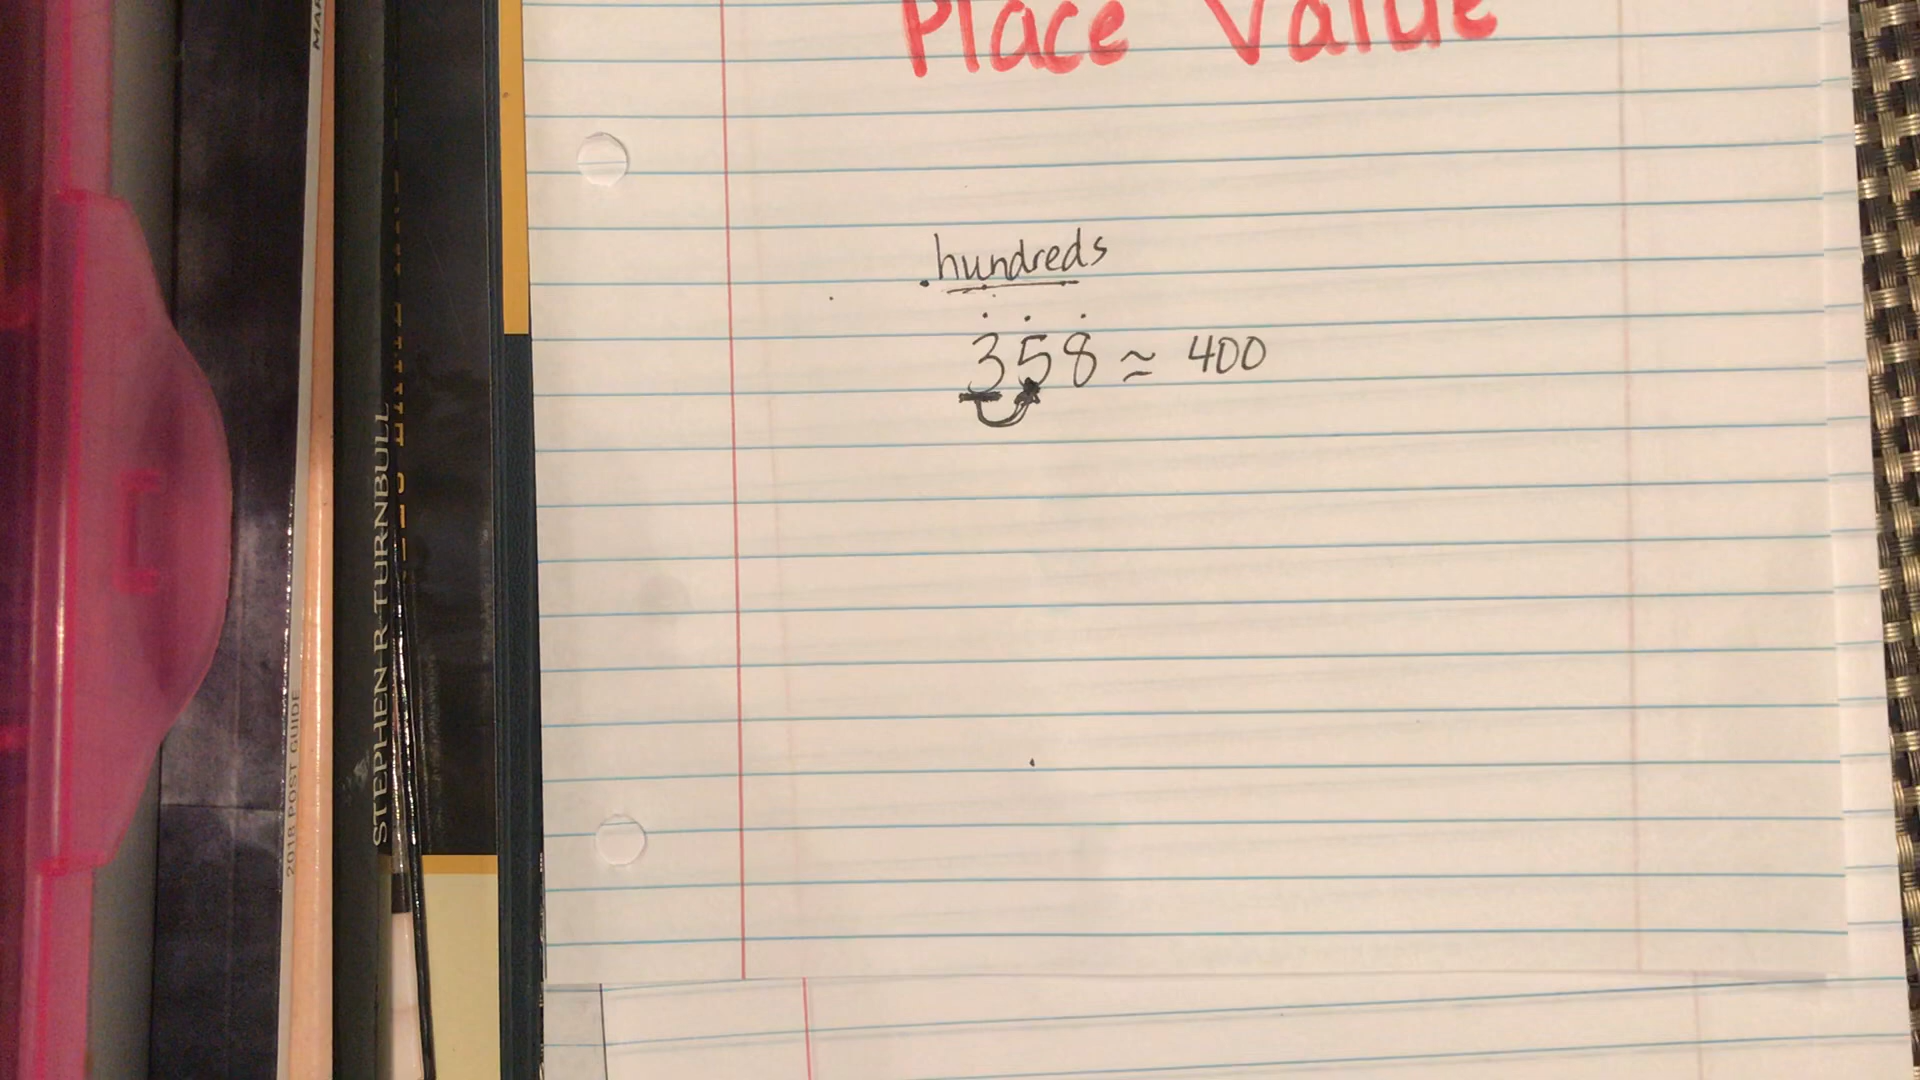 Place Value
hundreds
358 ≈ 400
STEPHEN R TURNBULL
2018 POST GUIDE